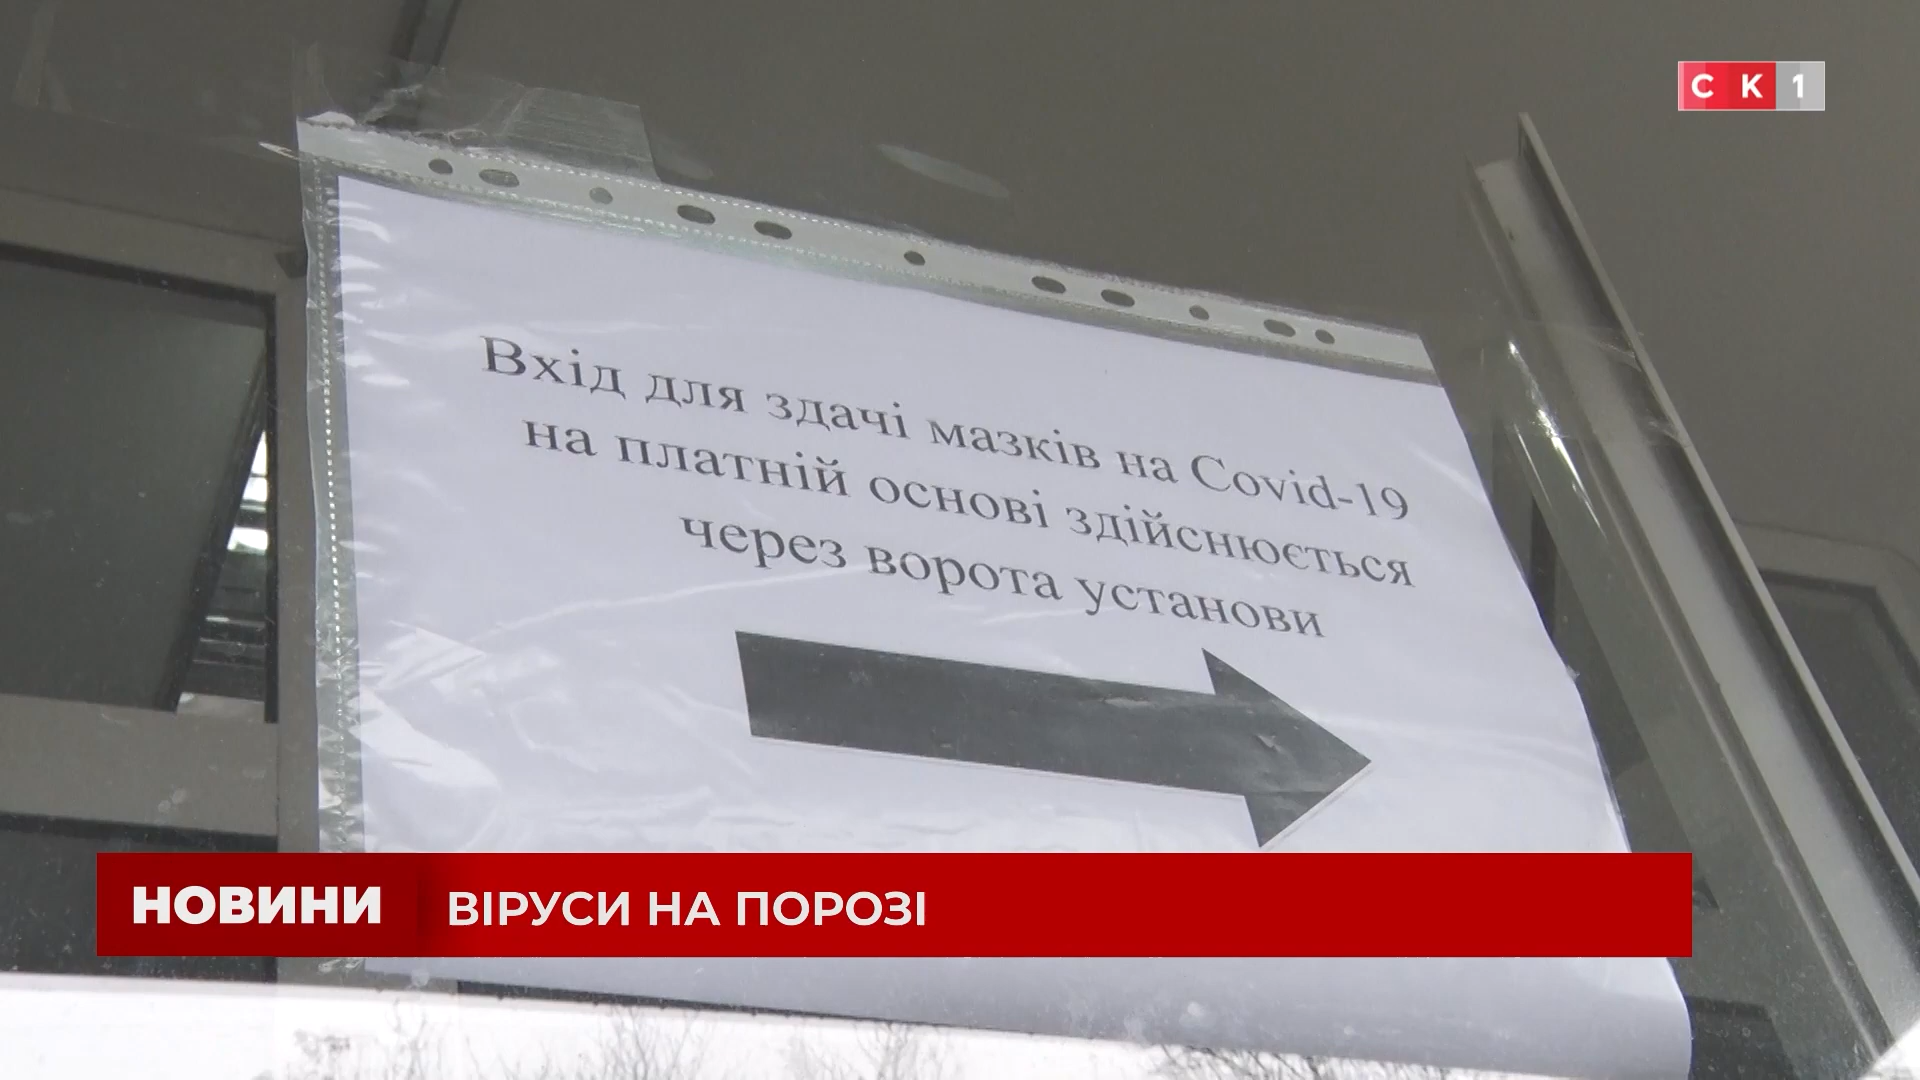 СК1
Вхід для здачі мазків на Covid-19
на платній основі здійснюється
через ворота установи
НОВИНИ ВІРУСИ НА ПОРОЗІ